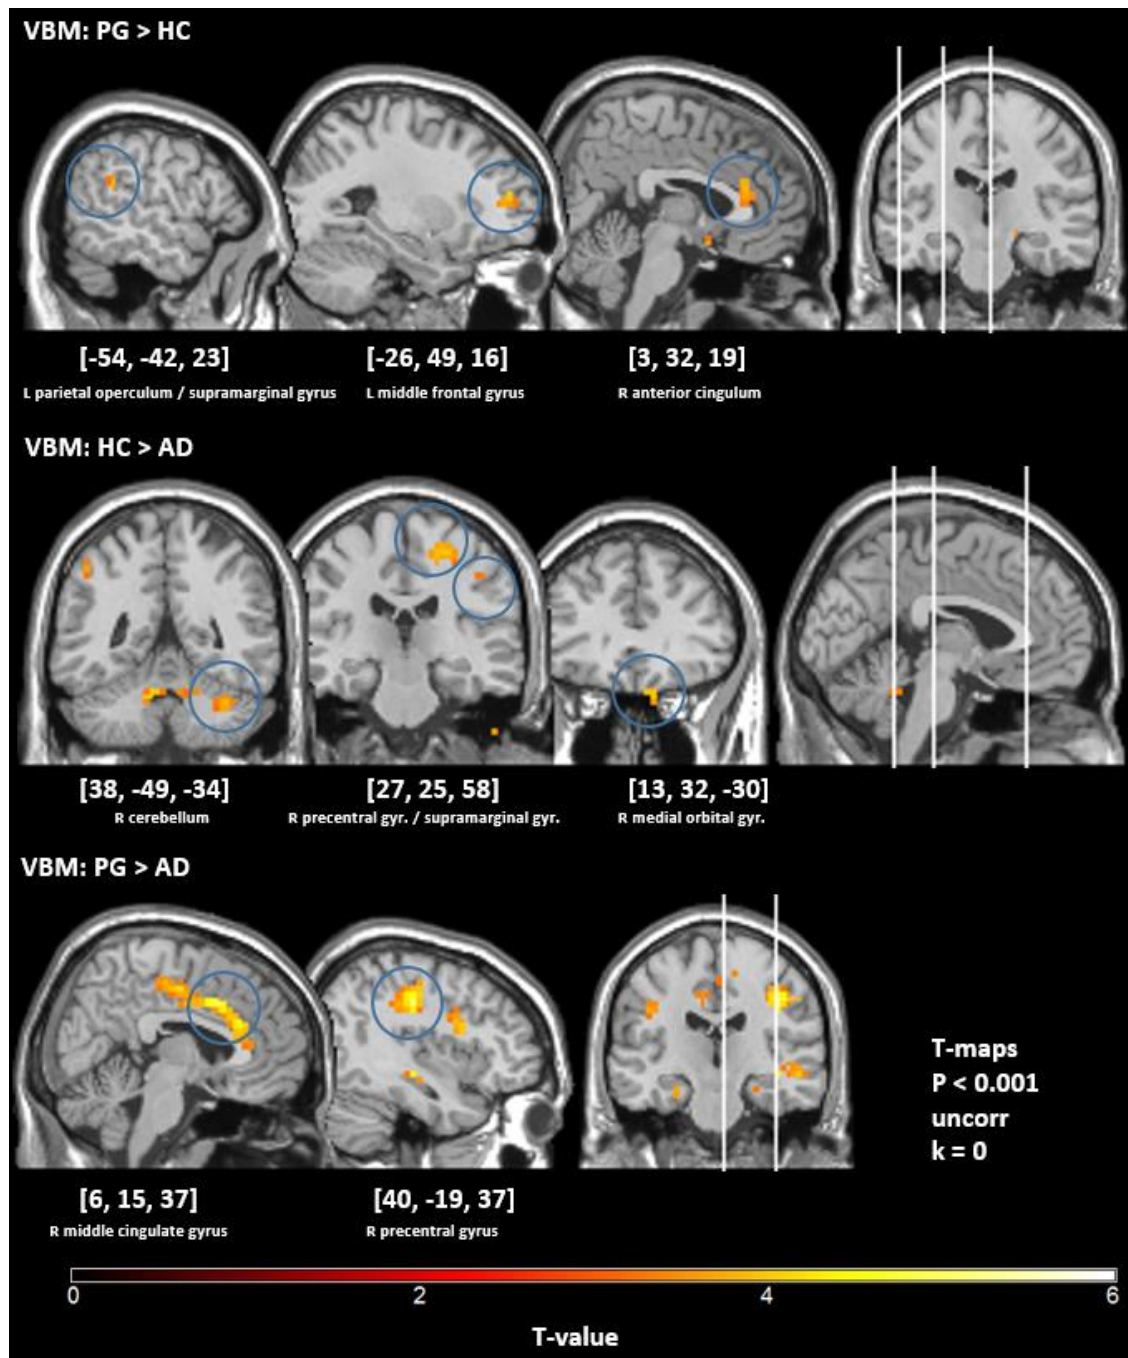 VBM: PG > HC
[-54, -42, 23]
[-26, 49, 16]
[3, 32, 19]
L parietal operculum / supramarginal gyrus
L middle frontal gyrus
R anterior cingulum
VBM: HC > AD
[38, -49, -34]
[27, 25, 58]
[13, 32, -30]
R cerebellum
R precentral gyr. / supramarginal gyr.
R medial orbital gyr.
VBM: PG > AD
T-maps
P < 0.001
uncorr
k = 0
[6, 15, 37]
[40, -19, 37]
R middle cingulate gyrus
R precentral gyrus
0 2 4 6
T-value